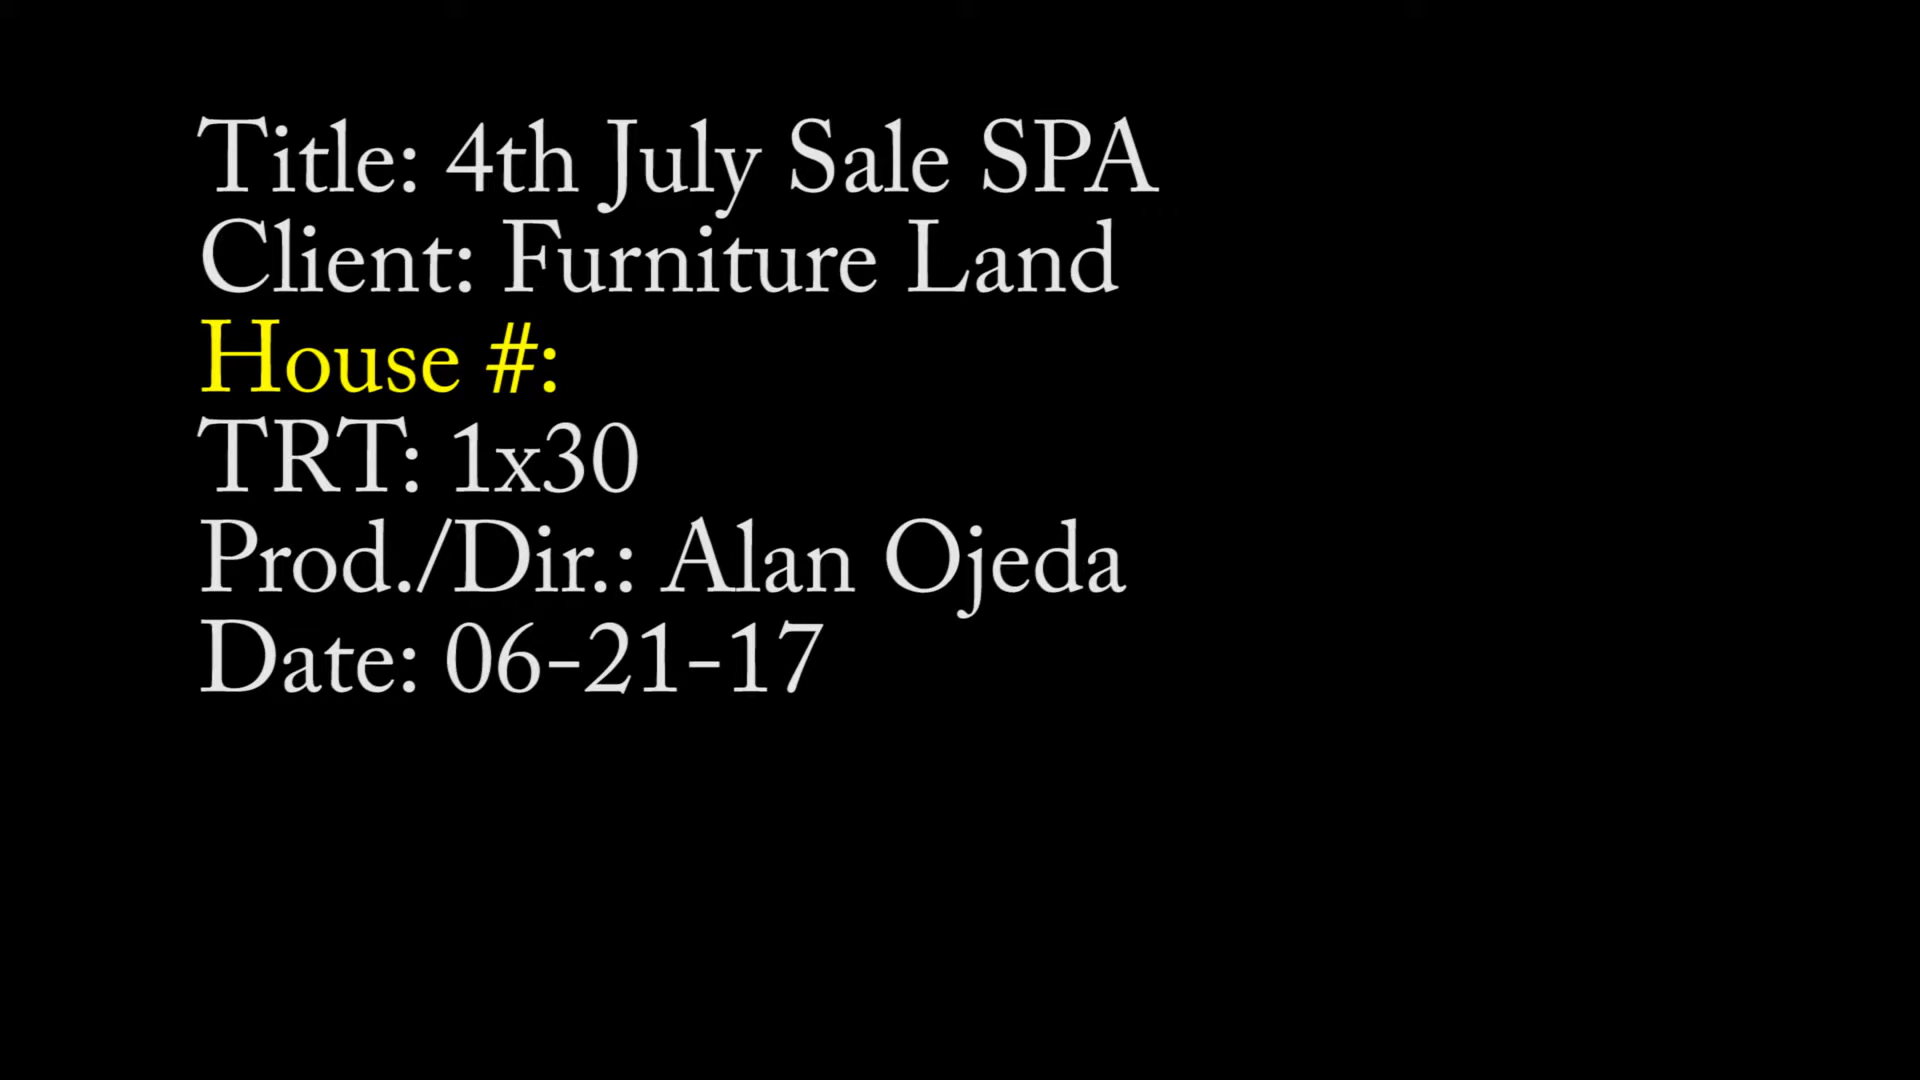 Title: 4th July Sale SPA
Client: Furniture Land
House #:
TRT: 1x30
Prod./Dir.: Alan Ojeda
Date: 06-21-17